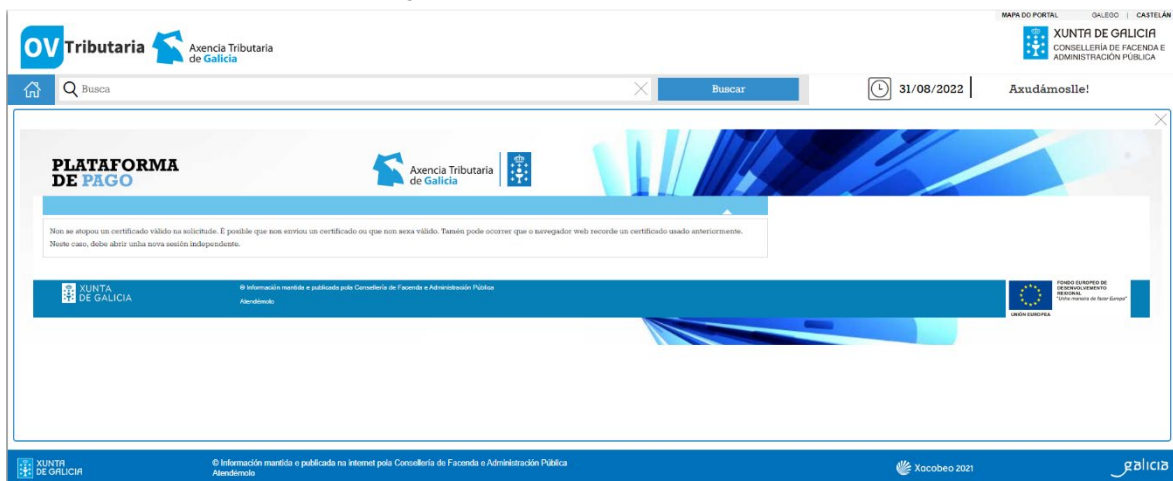 MAPA DO PORTAL GALEGO | CASTELÁN
OV Tributaria Axencia Tributaria
de Galicia
XUNTA DE GALICIA
CONSELLERÍA DE FACENDA E
ADMINISTRACIÓN PÚBLICA
Busca
Buscar
31/08/2022
Axudámoslle!
PLATAFORMA
DE PAGO
Axencia Tributaria
de Galicia
Non se atopou un certificado válido na solicitude. É posible que non enviou un certificado ou que non sexa válido. Tamén pode ocorrer que o navegador web recorde un certificado usado anteriormente.
Neste caso, debe abrir unha nova sesión independente.
XUNTA
DE GALICIA
© Información mantida e publicada pola Consellería de Facenda e Administración Pública
Atendémolo
UNIÓN EUROPEA
FONDO EUROPEO DE
DESENVOLVEMENTO
REXIONAL
"Unha maneira de facer Europa"
XUNTA
DE GALICIA
© Información mantida e publicada na internet pola Consellería de Facenda e Administración Pública
Atendémolo
Xacobeo 2021
galicia